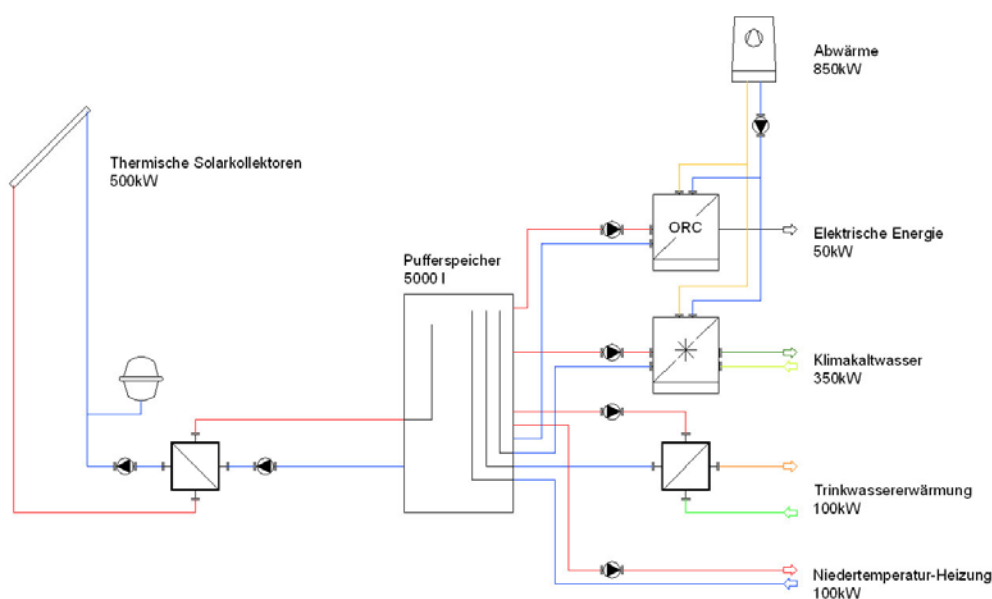 Abwärme
850kW
Thermische Solarkollektoren
500kW
ORC
Elektrische Energie
50kW
Pufferspeicher
5000 l
Klimakaltwasser
350kW
Trinkwassererwärmung
100kW
Niedertemperatur-Heizung
100kW